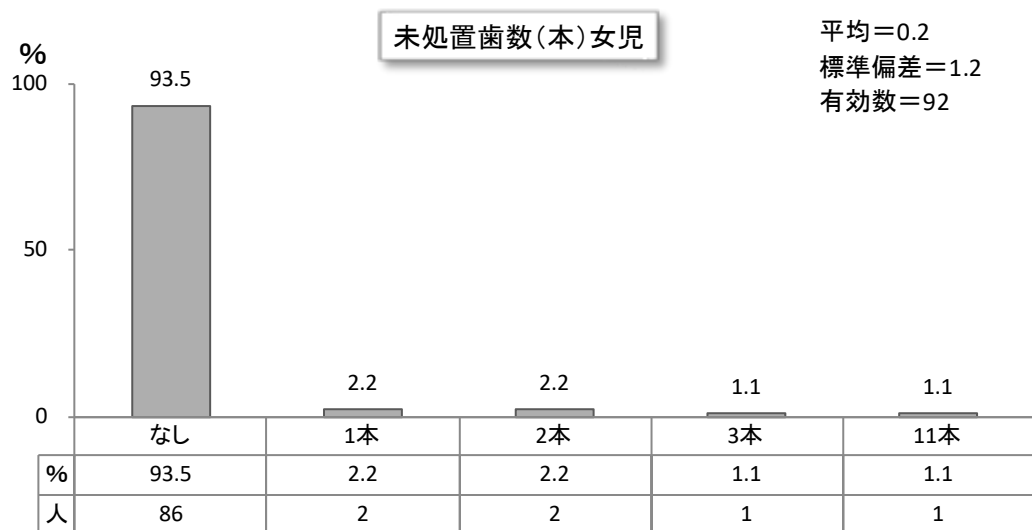 未処置歯数（本）女児
平均＝0.2
標準偏差＝1.2
有効数＝92
%
100
50
0
93.5
2.2
2.2
1.1
1.1
なし 1本 2本 3本 11本
% 93.5 2.2 2.2 1.1 1.1
人 86 2 2 1 1